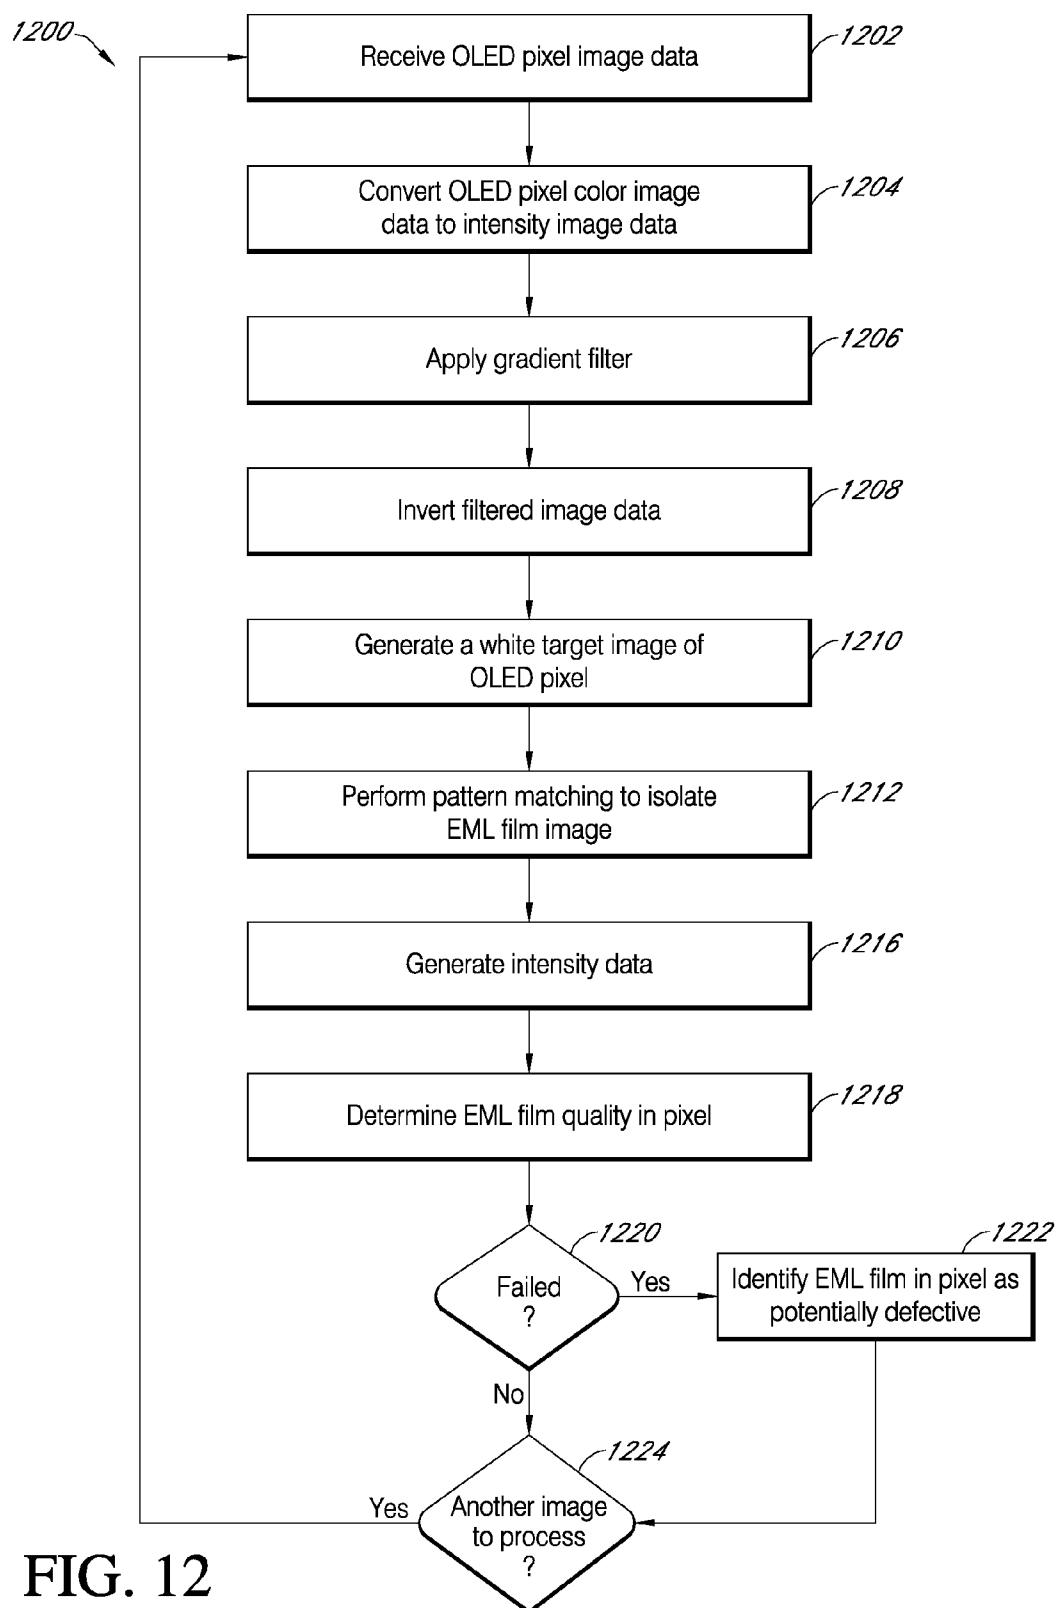 1200
1202
Receive OLED pixel image data
1204
Convert OLED pixel color image
data to intensity image data
1206
Apply gradient filter
1208
Invert filtered image data
1210
Generate a white target image of
OLED pixel
1212
Perform pattern matching to isolate
EML film image
1216
Generate intensity data
1218
Determine EML film quality in pixel
1220
Failed
?
Yes
1222
Identify EML film in pixel as
potentially defective
No
1224
Another image
to process
?
Yes
FIG. 12